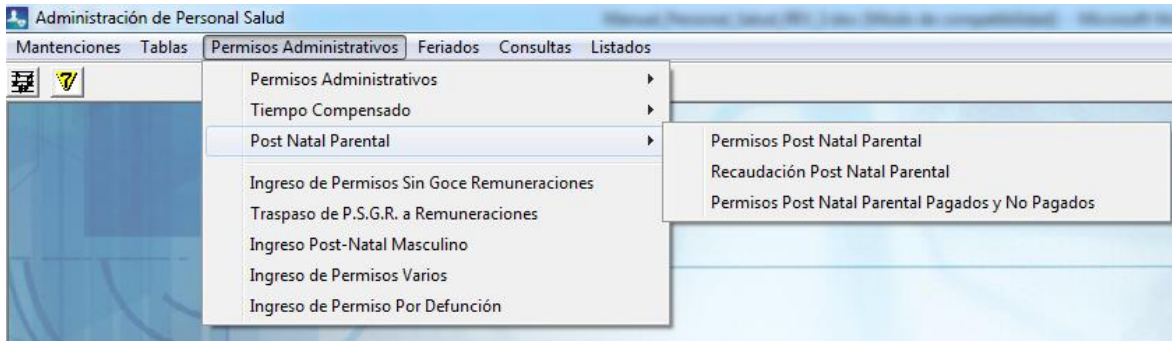 Administración de Personal Salud
Mantenciones Tablas Permisos Administrativos Feriados Consultas Listados
Permisos Administrativos
Tiempo Compensado
Post Natal Parental
Permisos Post Natal Parental
Recaudación Post Natal Parental
Permisos Post Natal Parental Pagados y No Pagados
Ingreso de Permisos Sin Goce Remuneraciones
Traspaso de P.S.G.R. a Remuneraciones
Ingreso Post-Natal Masculino
Ingreso de Permisos Varios
Ingreso de Permiso Por Defunción